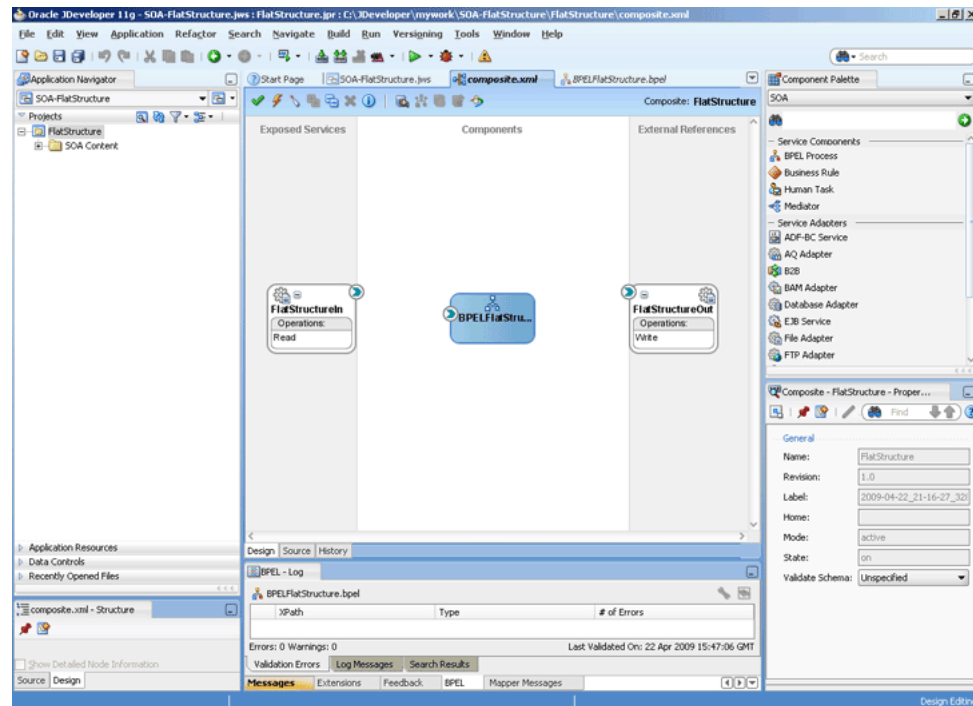 Oracle JDeveloper 11g - SOA-FlatStructure.jws : FlatStructure.jpr : C:\JDeveloper\mywork\SOA-FlatStructure\FlatStructure\composite.xml
File Edit View Application Refactor Search Navigate Build Run Versioning Tools Window Help
Search
Application Navigator
SOA-FlatStructure
Projects
FlatStructure
SOA Content
Application Resources
Data Controls
Recently Opened Files
composite.xml - Structure
Show Detailed Node Information
Source Design
Start Page SOA-FlatStructure.jws composite.xml BPELFlatStructure.bpel
Composite: FlatStructure
Exposed Services Components External References
FlatStructureIn
Operations:
Read
BPELFlatStru...
FlatStructureOut
Operations:
Write
Design Source History
BPEL - Log
BPELFlatStructure.bpel
XPath Type # of Errors
Errors: 0 Warnings: 0 Last Validated On: 22 Apr 2009 15:47:06 GMT
Validation Errors Log Messages Search Results
Messages Extensions Feedback BPEL Mapper Messages
Component Palette
SOA
Service Components
BPEL Process
Business Rule
Human Task
Mediator
Service Adapters
ADF-BC Service
AQ Adapter
B2B
BAM Adapter
Database Adapter
EJB Service
File Adapter
FTP Adapter
Composite - FlatStructure - Proper...
Find
General
Name: FlatStructure
Revision: 1.0
Label: 2009-04-22_21-16-27_328
Home:
Mode: active
State: on
Validate Schema: Unspecified
Design Editin